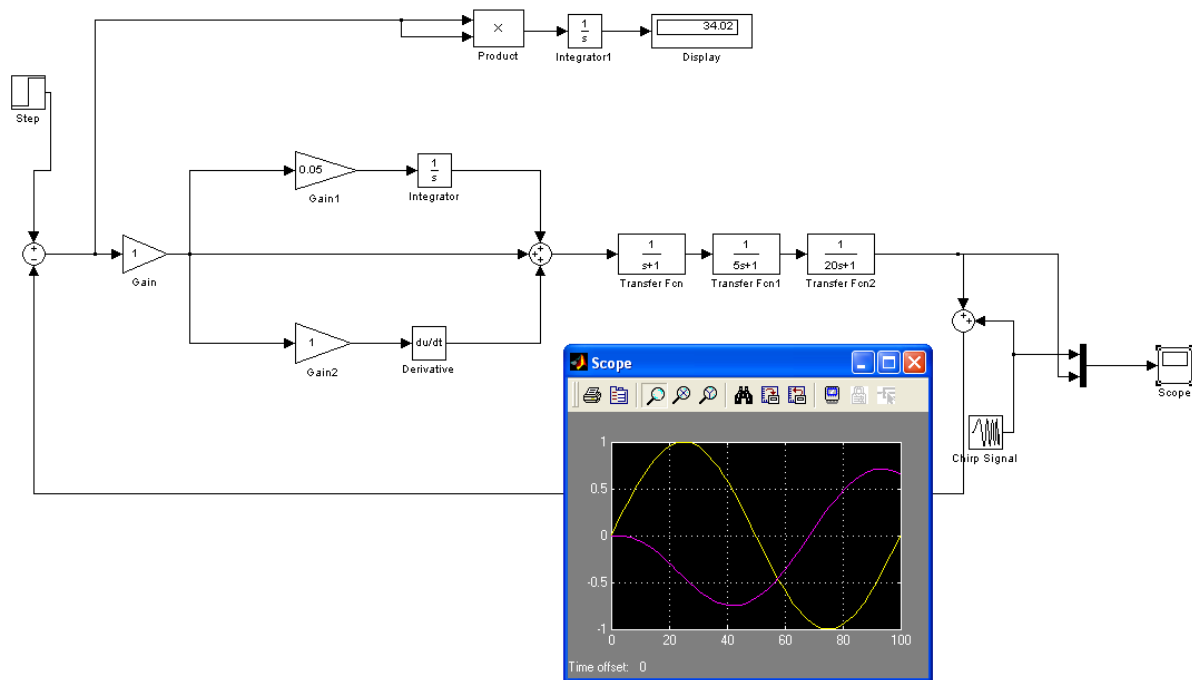 34.02
×
Product
1
s
Integrator1
Display
Step
0.05
Gain1
1
s
Integrator
+
−
1
Gain
+
+
+
1
s+1
Transfer Fcn
1
5s+1
Transfer Fcn1
1
20s+1
Transfer Fcn2
+
+
1
Gain2
du/dt
Derivative
Scope
Chirp Signal
Scope
1
0.5
0
-0.5
-1
0
20
40
60
80
100
Time offset: 0